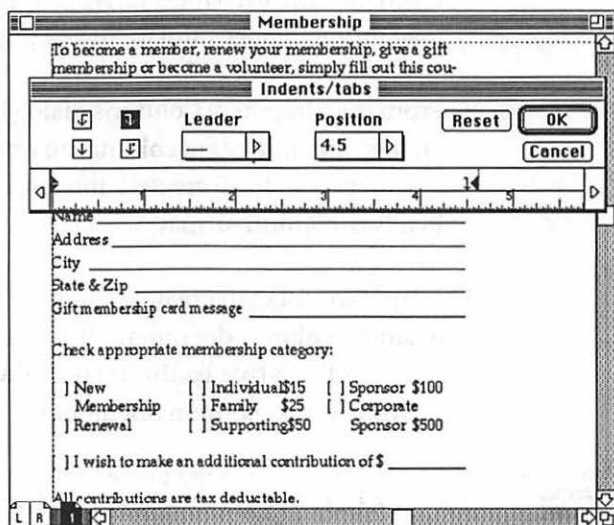 Membership
To become a member, renew your membership, give a gift
membership or become a volunteer, simply fill out this cou-
Indents/tabs
Leader Position Reset OK
4.5 Cancel
1 2 3 4 5
Name
Address
City
State & Zip
Gift membership card message
Check appropriate membership category:
[ ] New [ ] Individual$15 [ ] Sponsor $100
Membership [ ] Family $25 [ ] Corporate
[ ] Renewal [ ] Supporting$50 Sponsor $500
[ ] I wish to make an additional contribution of $
All contributions are tax deductable.
L R 1